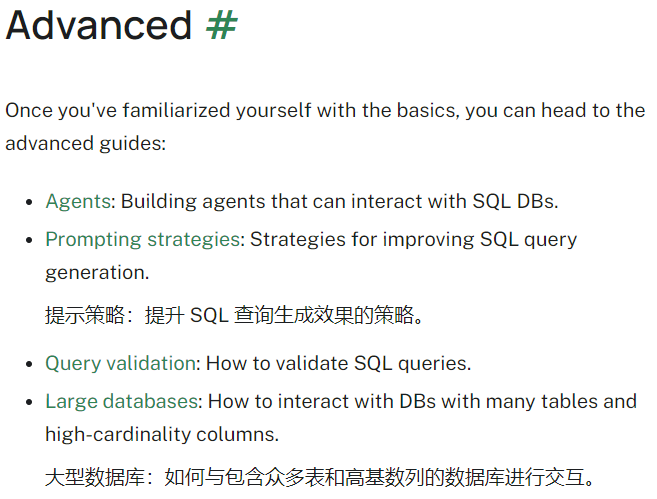 Advanced #
Once you've familiarized yourself with the basics, you can head to the
advanced guides:
• Agents: Building agents that can interact with SQL DBs.
• Prompting strategies: Strategies for improving SQL query
generation.
提示策略：提升 SQL 查询生成效果的策略。
• Query validation: How to validate SQL queries.
• Large databases: How to interact with DBs with many tables and
high-cardinality columns.
大型数据库：如何与包含众多表和高基数列的数据库进行交互。